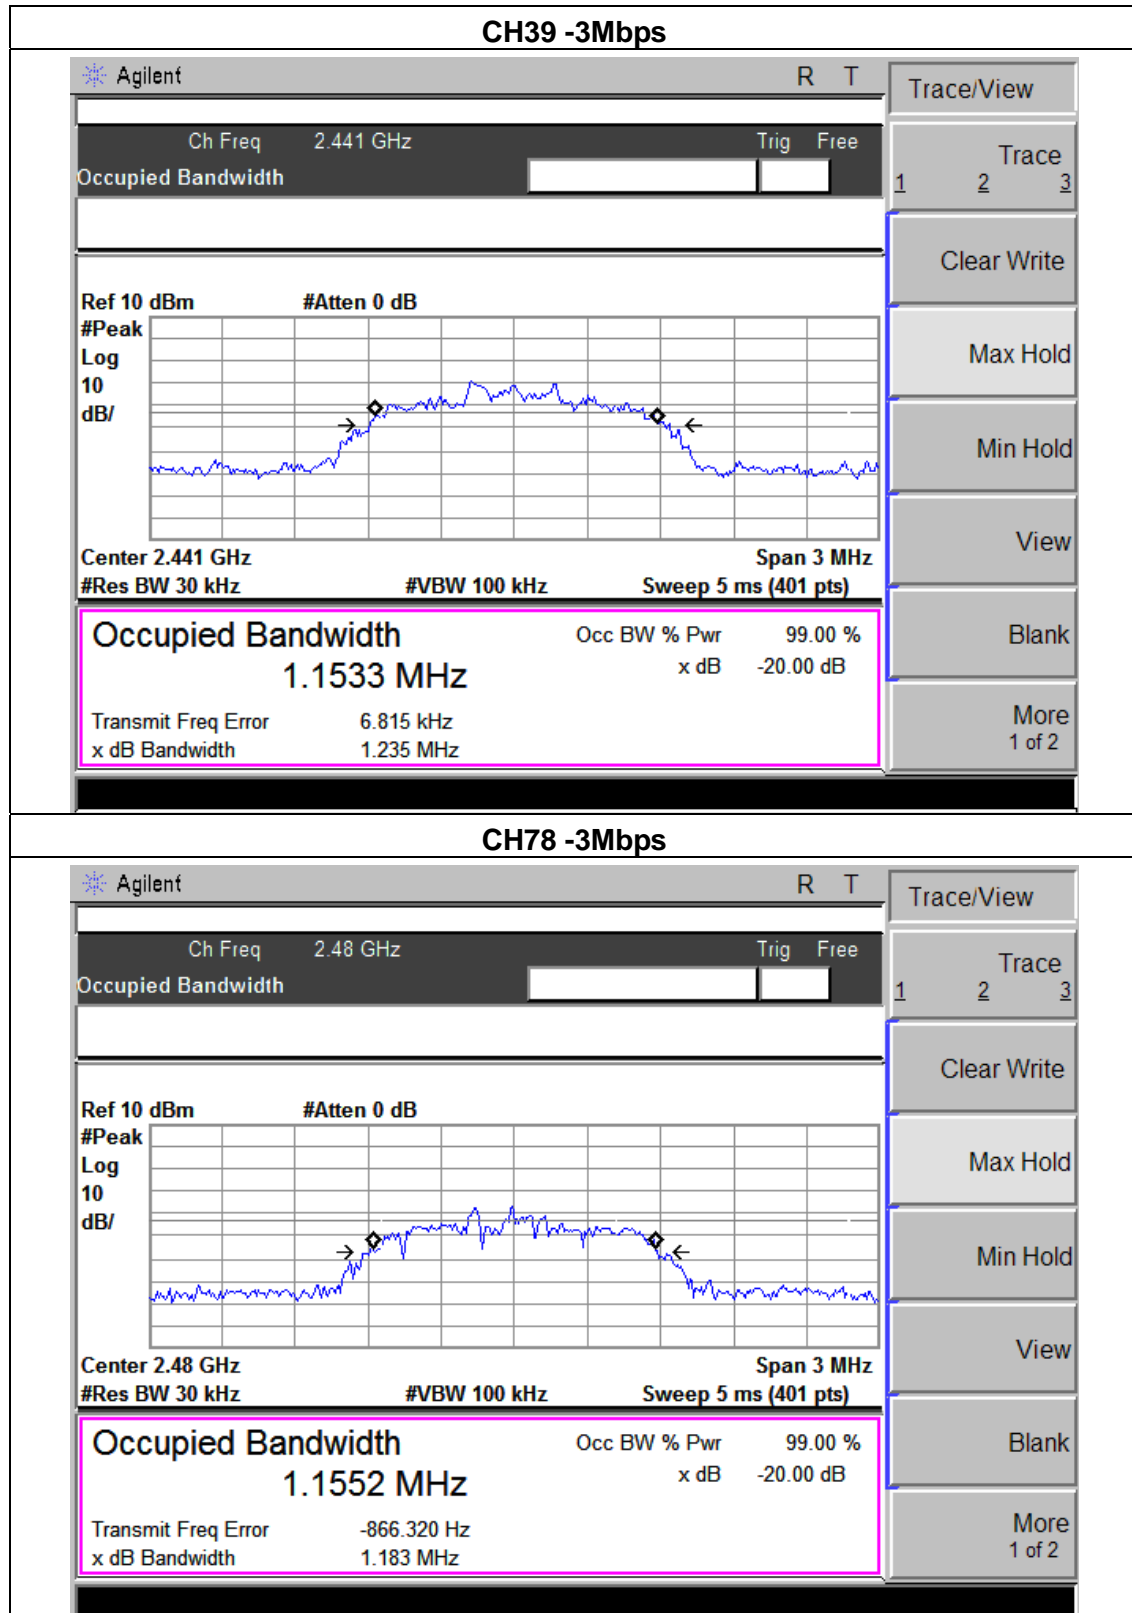 CH39 -3Mbps
Agilent R T
Trace/View
Ch Freq 2.441 GHz Trig Free
Occupied Bandwidth
Trace
1 2 3
Clear Write
Ref 10 dBm #Atten 0 dB
#Peak
Log
10
dB/
Max Hold
Min Hold
View
Center 2.441 GHz Span 3 MHz
#Res BW 30 kHz #VBW 100 kHz Sweep 5 ms (401 pts)
Occupied Bandwidth Occ BW % Pwr 99.00 %
1.1533 MHz x dB -20.00 dB
Transmit Freq Error 6.815 kHz
x dB Bandwidth 1.235 MHz
Blank
More
1 of 2
CH78 -3Mbps
Agilent R T
Trace/View
Ch Freq 2.48 GHz Trig Free
Occupied Bandwidth
Trace
1 2 3
Clear Write
Ref 10 dBm #Atten 0 dB
#Peak
Log
10
dB/
Max Hold
Min Hold
View
Center 2.48 GHz Span 3 MHz
#Res BW 30 kHz #VBW 100 kHz Sweep 5 ms (401 pts)
Occupied Bandwidth Occ BW % Pwr 99.00 %
1.1552 MHz x dB -20.00 dB
Transmit Freq Error -866.320 Hz
x dB Bandwidth 1.183 MHz
Blank
More
1 of 2